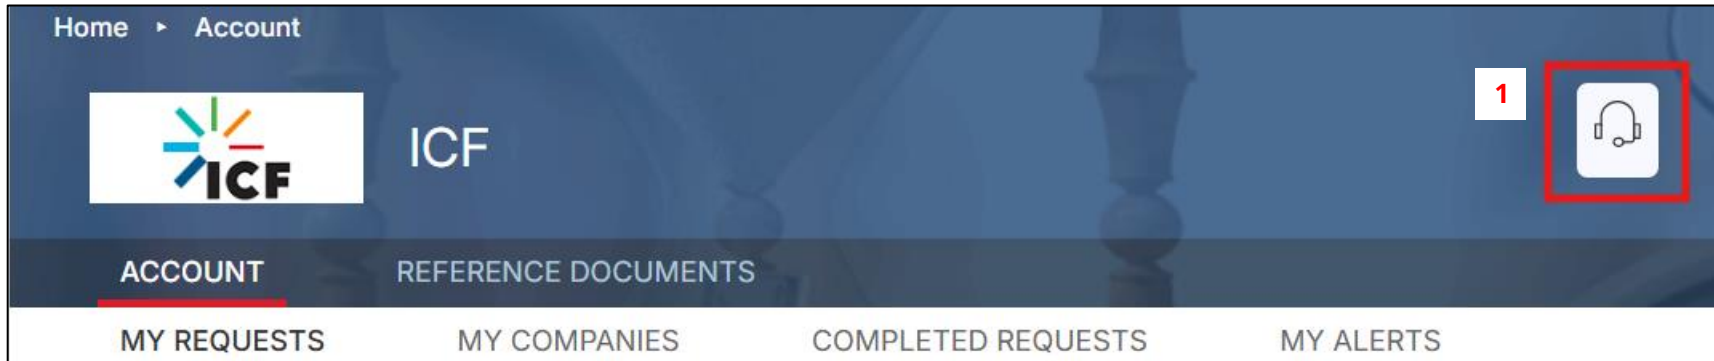 Home ▸ Account
ICF
ICF
1
ACCOUNT REFERENCE DOCUMENTS
MY REQUESTS MY COMPANIES COMPLETED REQUESTS MY ALERTS